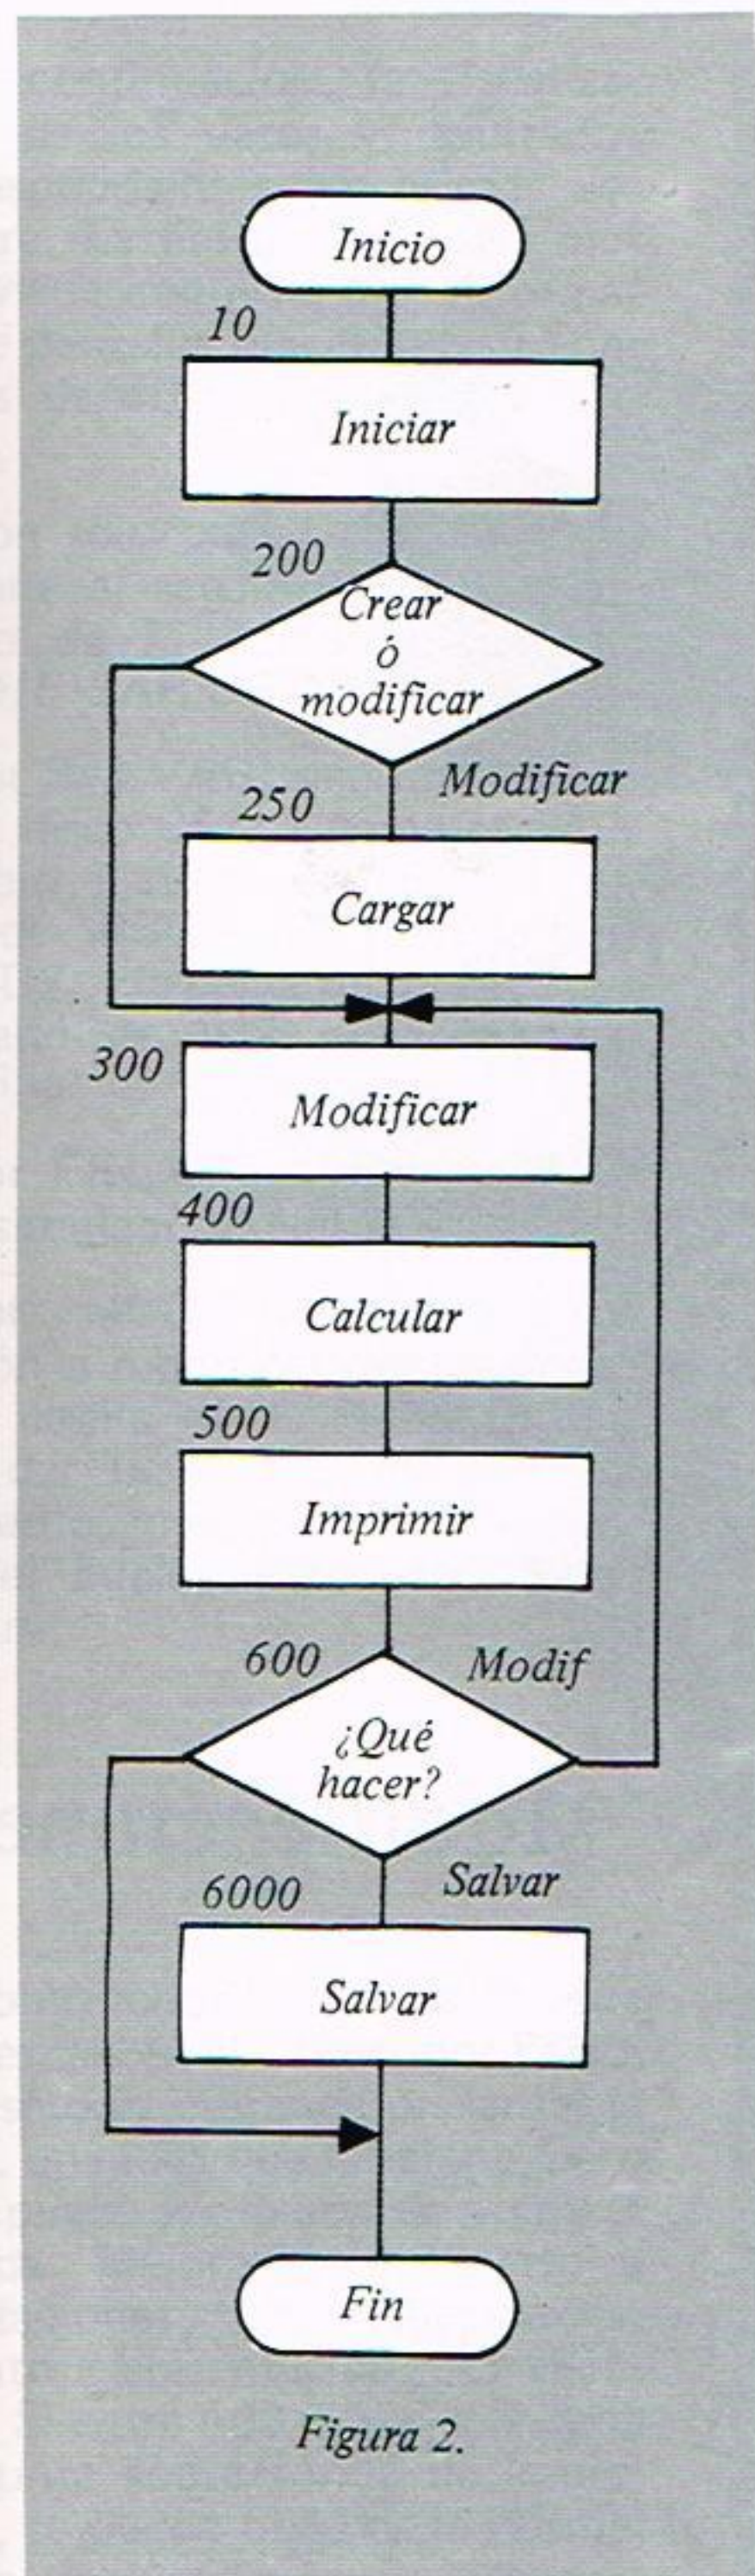 Inicio
10
Iniciar
200
Crear
ó
modificar
Modificar
250
Cargar
300
Modificar
400
Calcular
500
Imprimir
600
Modif
¿Qué
hacer?
Salvar
6000
Salvar
Fin
Figura 2.